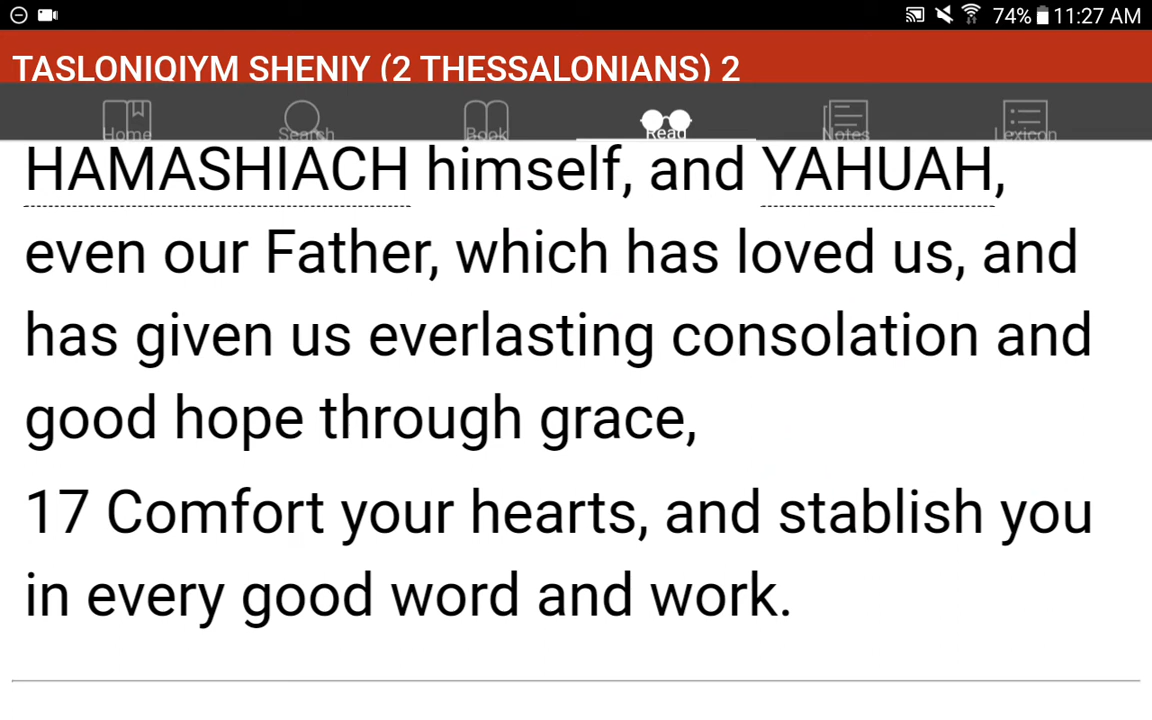 74% 11:27 AM
TASLONIQIYM SHENIY (2 THESSALONIANS) 2
Home Search Book Read Notes Lexicon
HAMASHIACH himself, and YAHUAH,
even our Father, which has loved us, and
has given us everlasting consolation and
good hope through grace,
17 Comfort your hearts, and stablish you
in every good word and work.